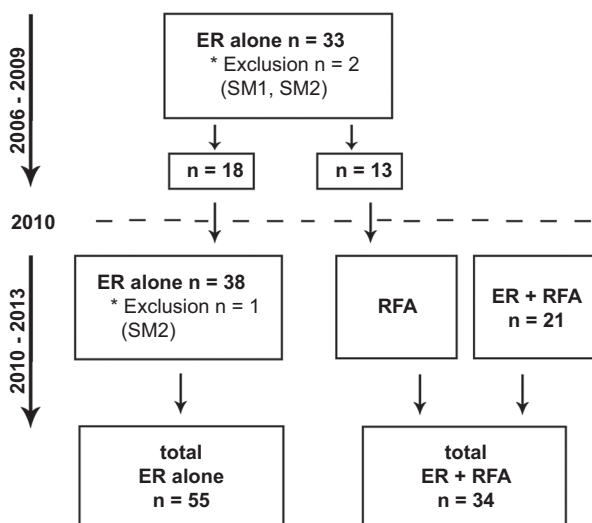 2006 - 2009
ER alone n = 33
* Exclusion n = 2
(SM1, SM2)
n = 18
n = 13
2010
2010 - 2013
ER alone n = 38
* Exclusion n = 1
(SM2)
RFA
ER + RFA
n = 21
total
ER alone
n = 55
total
ER + RFA
n = 34